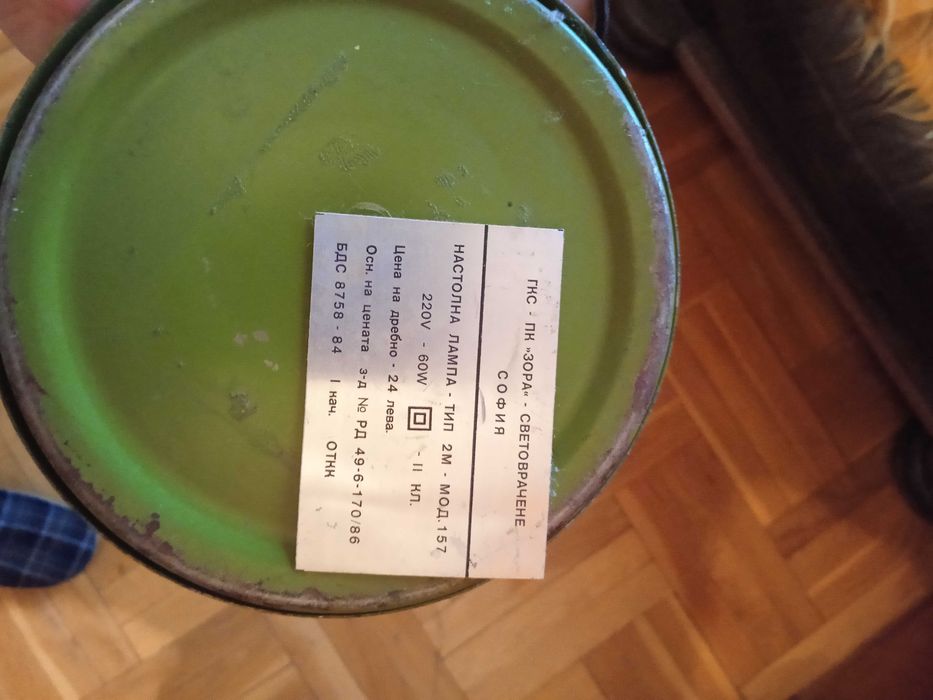 ГКС - ПК »ЗОРА“ - СВЕТОВРАЧЕНЕ
СОФИЯ
НАСТОЛНА ЛАМПА - ТИП 2М - МОД.157
220V - 60W - II КЛ.
Цена на дребно - 24 лева.
Осн. на цената з-д № РД 49-6-170/86
БДС 8758 - 84 I кач. ОТКК